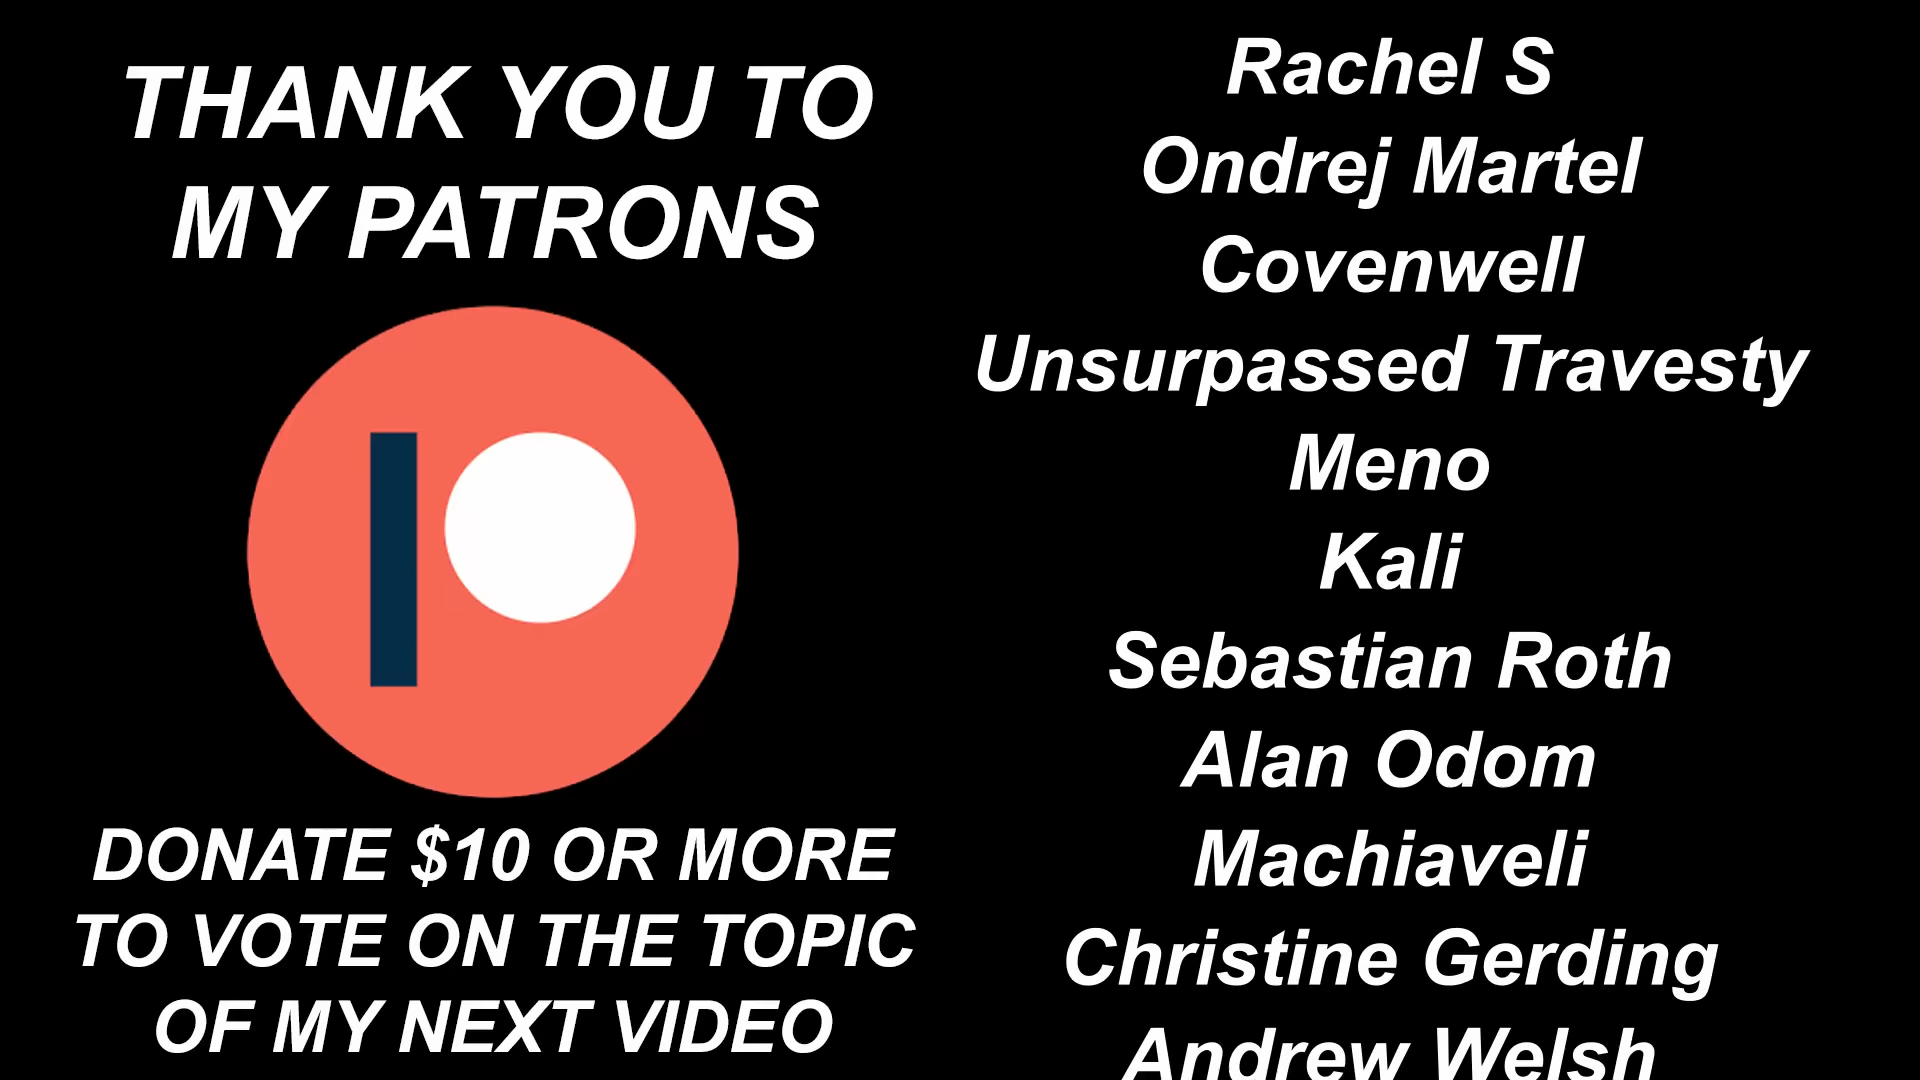 THANK YOU TO
MY PATRONS
DONATE $10 OR MORE
TO VOTE ON THE TOPIC
OF MY NEXT VIDEO
Rachel S
Ondrej Martel
Covenwell
Unsurpassed Travesty
Meno
Kali
Sebastian Roth
Alan Odom
Machiaveli
Christine Gerding
Andrew Welsh